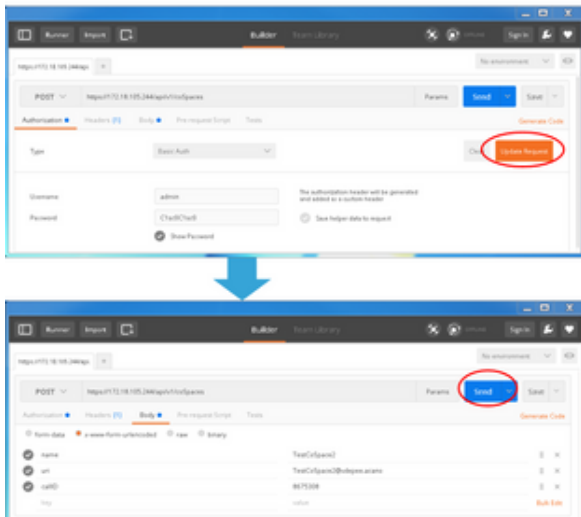 Runner Import Builder Team Library Sign In
No environment
POST https://172.18.105.244/api/v1/coSpaces Params Send Save
Authorization Headers (1) Body Pre-request Script Tests Generate Code
Type Basic Auth Update Request
Username admin The authorization header will be generated
and added as a custom header
Password Save helper data to request
Show Password
Runner Import Builder Team Library Sign In
No environment
POST https://172.18.105.244/api/v1/coSpaces Params Send Save
Authorization Headers (1) Body Pre-request Script Tests Generate Code
form-data x-www-form-urlencoded raw binary
name TestCoSpace2
uri
callID 8675308
key value Bulk Edit